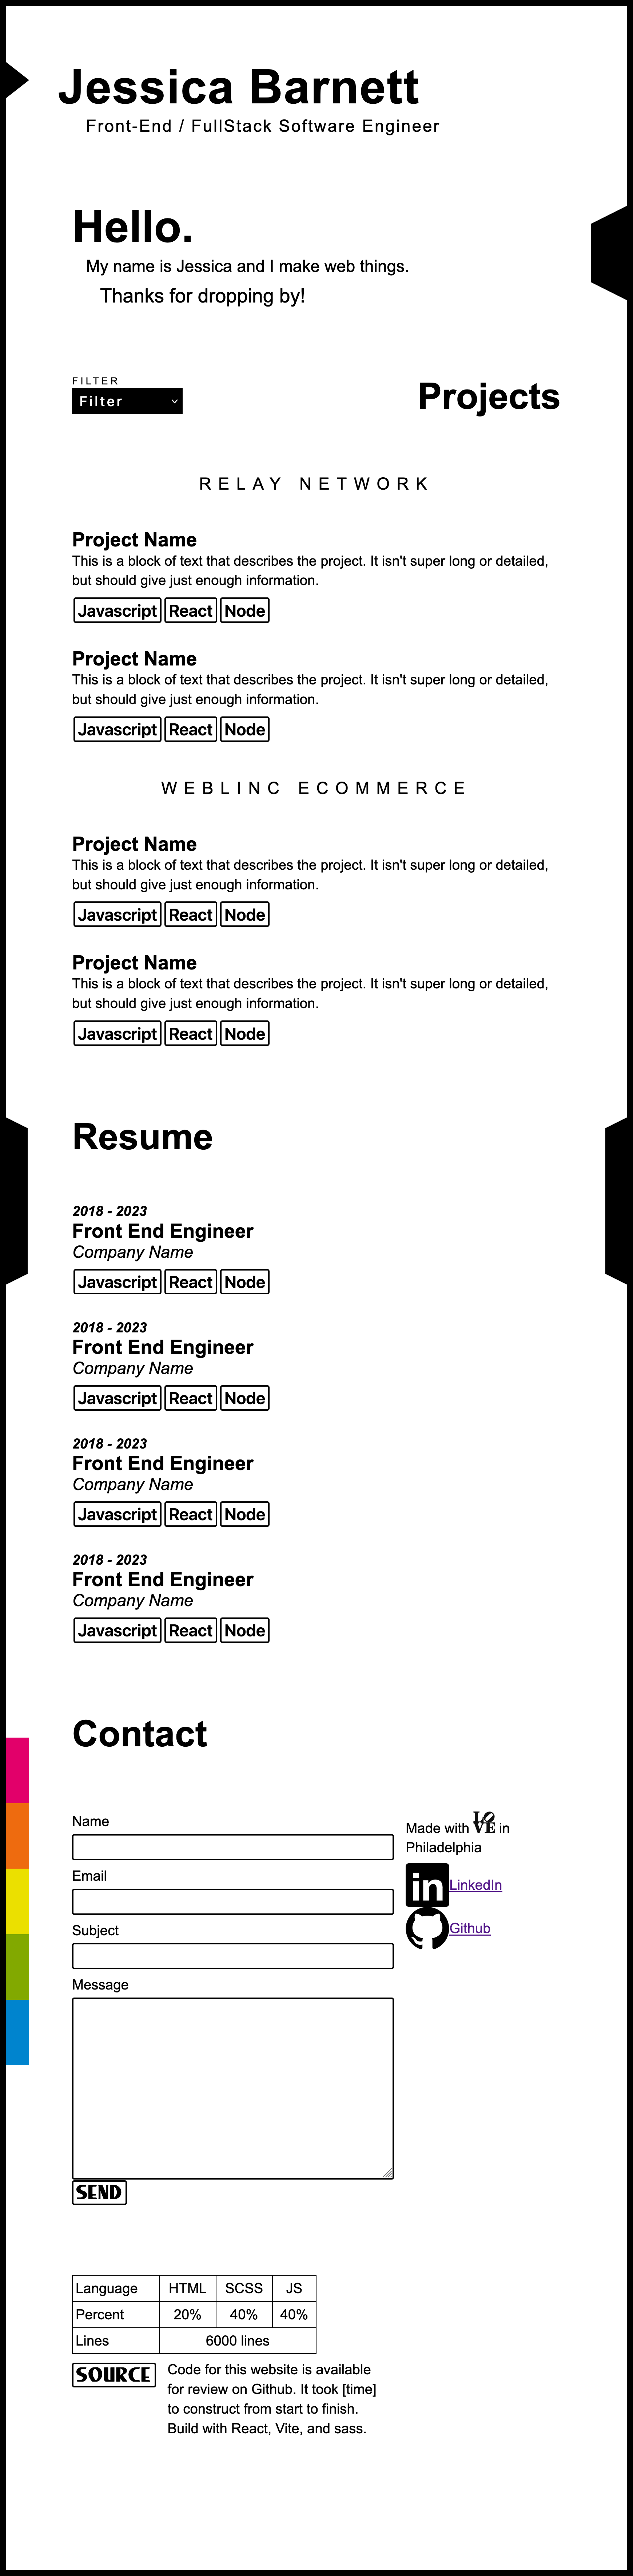 Jessica Barnett
Front-End / FullStack Software Engineer
Hello.
My name is Jessica and I make web things.
Thanks for dropping by!
FILTER
Filter
Projects
RELAY NETWORK
Project Name
This is a block of text that describes the project. It isn't super long or detailed,
but should give just enough information.
Javascript React Node
Project Name
This is a block of text that describes the project. It isn't super long or detailed,
but should give just enough information.
Javascript React Node
WEBLINC ECOMMERCE
Project Name
This is a block of text that describes the project. It isn't super long or detailed,
but should give just enough information.
Javascript React Node
Project Name
This is a block of text that describes the project. It isn't super long or detailed,
but should give just enough information.
Javascript React Node
Resume
2018 - 2023
Front End Engineer
Company Name
Javascript React Node
2018 - 2023
Front End Engineer
Company Name
Javascript React Node
2018 - 2023
Front End Engineer
Company Name
Javascript React Node
2018 - 2023
Front End Engineer
Company Name
Javascript React Node
Contact
Name
Email
Subject
Message
SEND
Made with LOVE in
Philadelphia
in LinkedIn
Github
Language HTML SCSS JS
Percent 20% 40% 40%
Lines 6000 lines
SOURCE
Code for this website is available
for review on Github. It took [time]
to construct from start to finish.
Build with React, Vite, and sass.